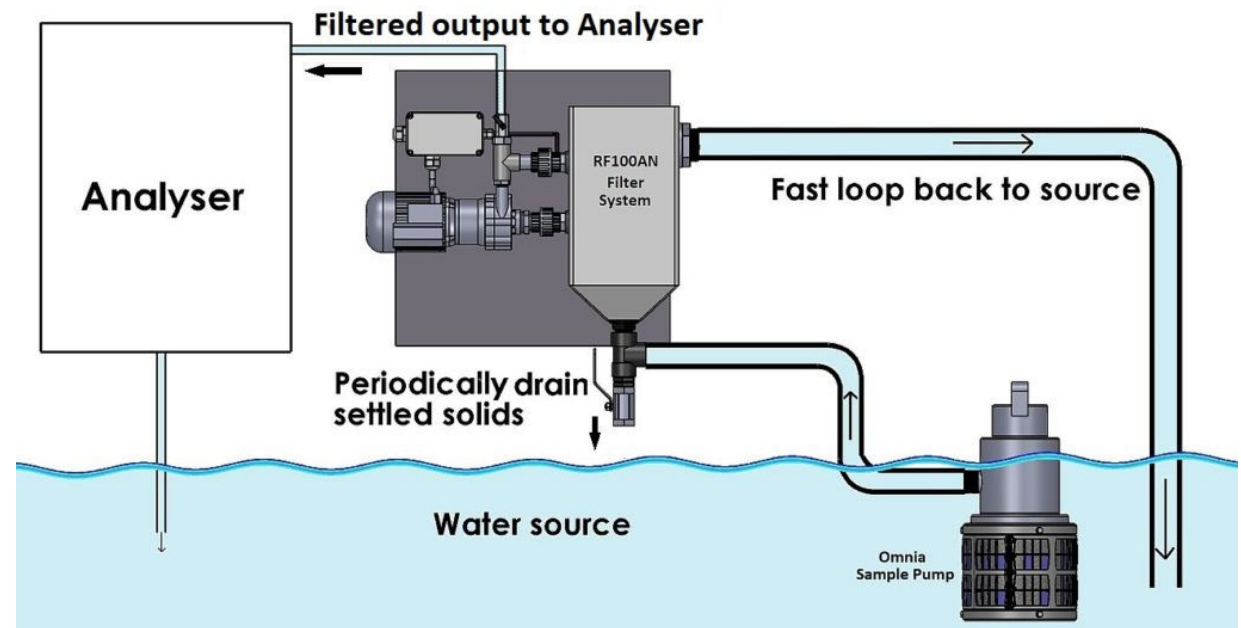 Filtered output to Analyser
Analyser
RF100AN
Filter
System
Fast loop back to source
Periodically drain
settled solids
Water source
Omnia
Sample Pump